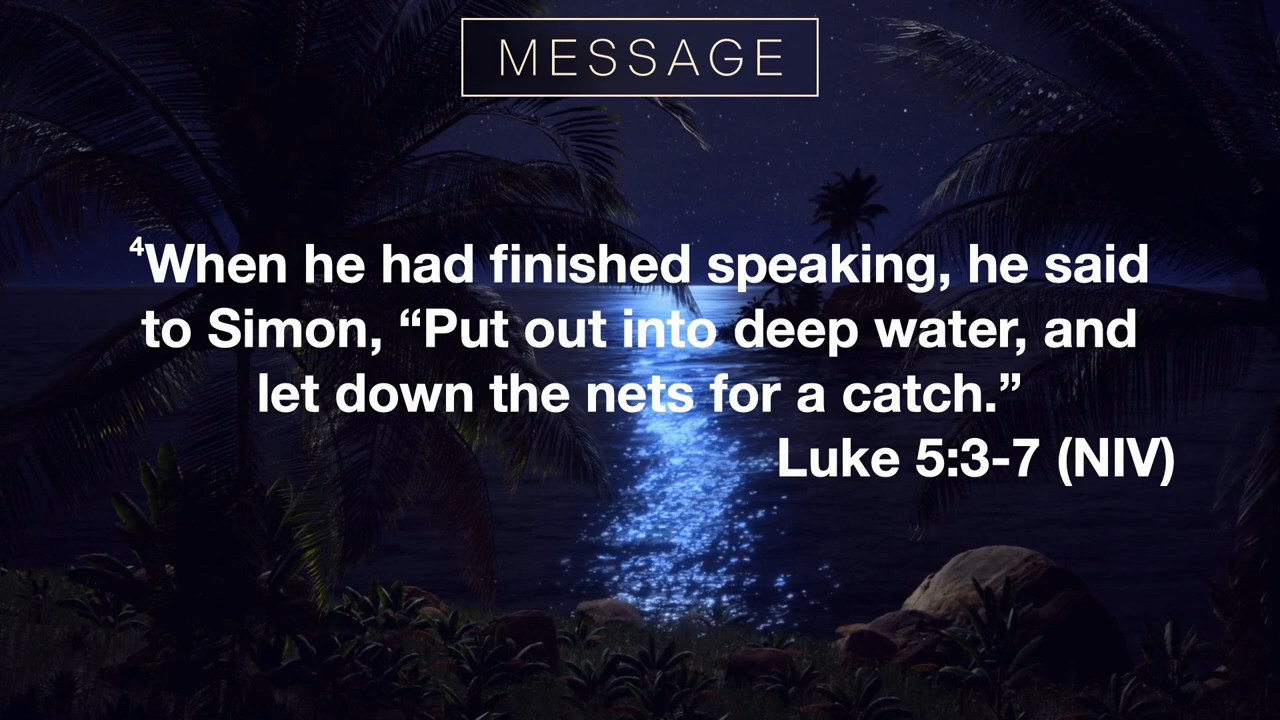 MESSAGE
⁴When he had finished speaking, he said
to Simon, “Put out into deep water, and
let down the nets for a catch.”
Luke 5:3-7 (NIV)